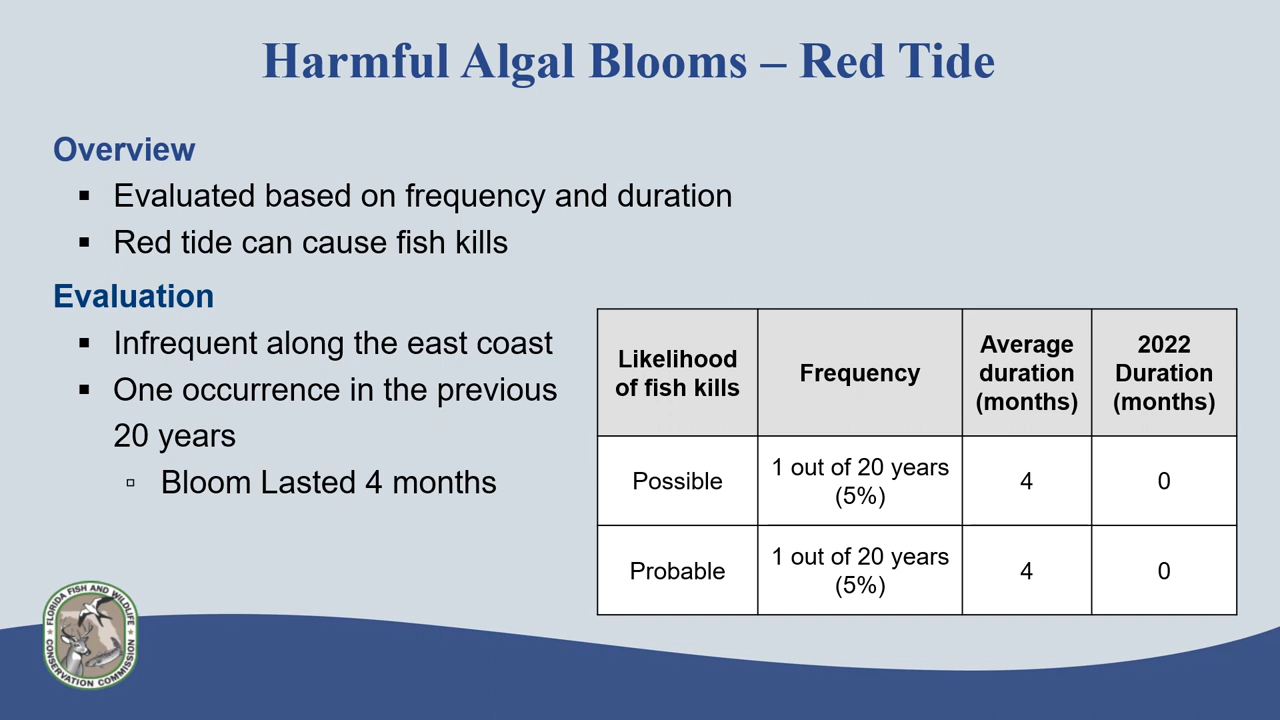 Harmful Algal Blooms – Red Tide
Overview
▪ Evaluated based on frequency and duration
▪ Red tide can cause fish kills
Evaluation
▪ Infrequent along the east coast
▪ One occurrence in the previous
20 years
▫ Bloom Lasted 4 months
Likelihood
of fish kills
Frequency
Average
duration
(months)
2022
Duration
(months)
Possible
1 out of 20 years
(5%)
4
0
Probable
1 out of 20 years
(5%)
4
0
FLORIDA FISH AND WILDLIFE
CONSERVATION COMMISSION